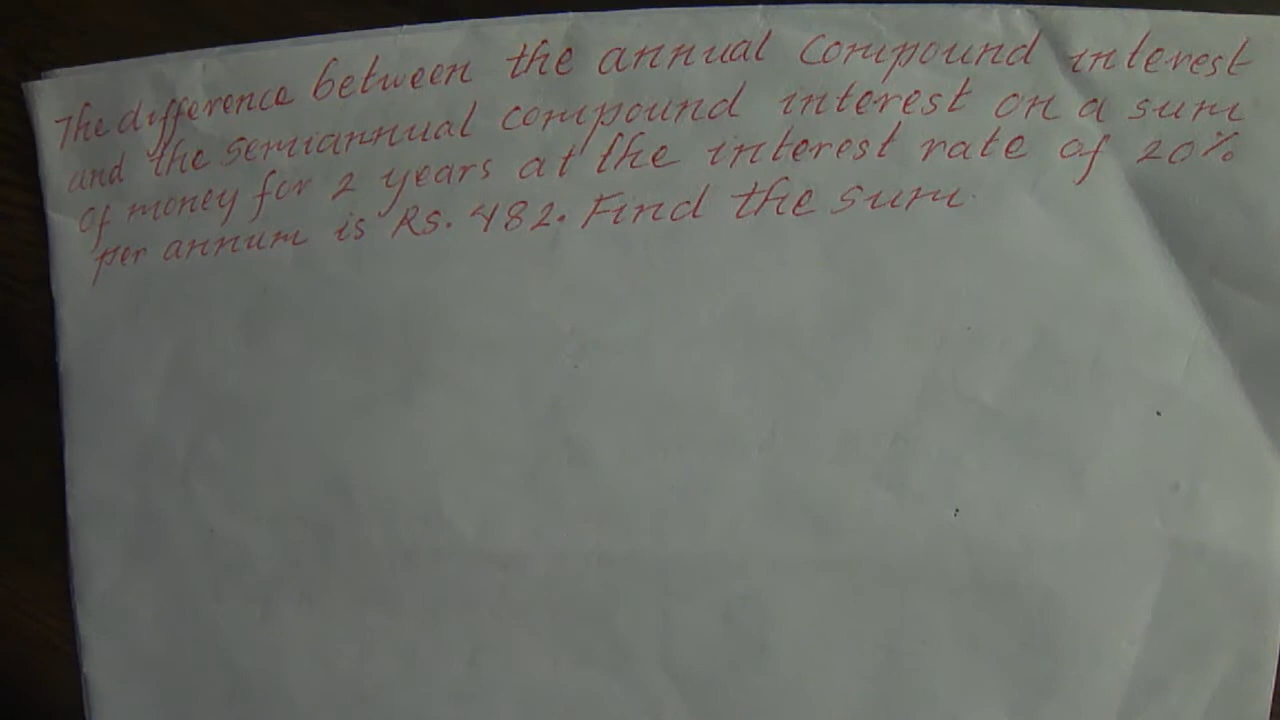 The difference between the annual compound interest
and the semiannual compound interest on a sum
of money for 2 years at the interest rate of 20%
per annum is Rs. 482. Find the sum.